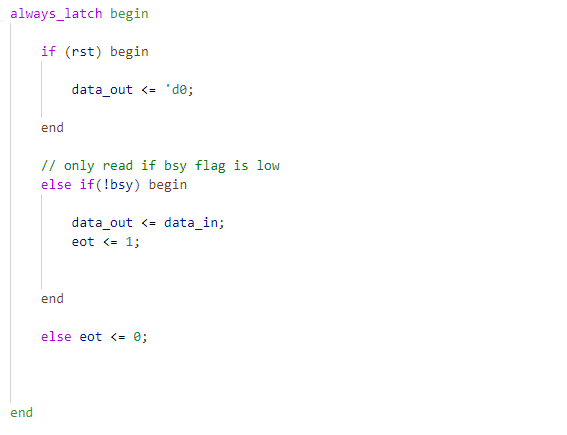 always_latch begin
if (rst) begin
data_out <= 'd0;
end
// only read if bsy flag is low
else if(!bsy) begin
data_out <= data_in;
eot <= 1;
end
else eot <= 0;
end